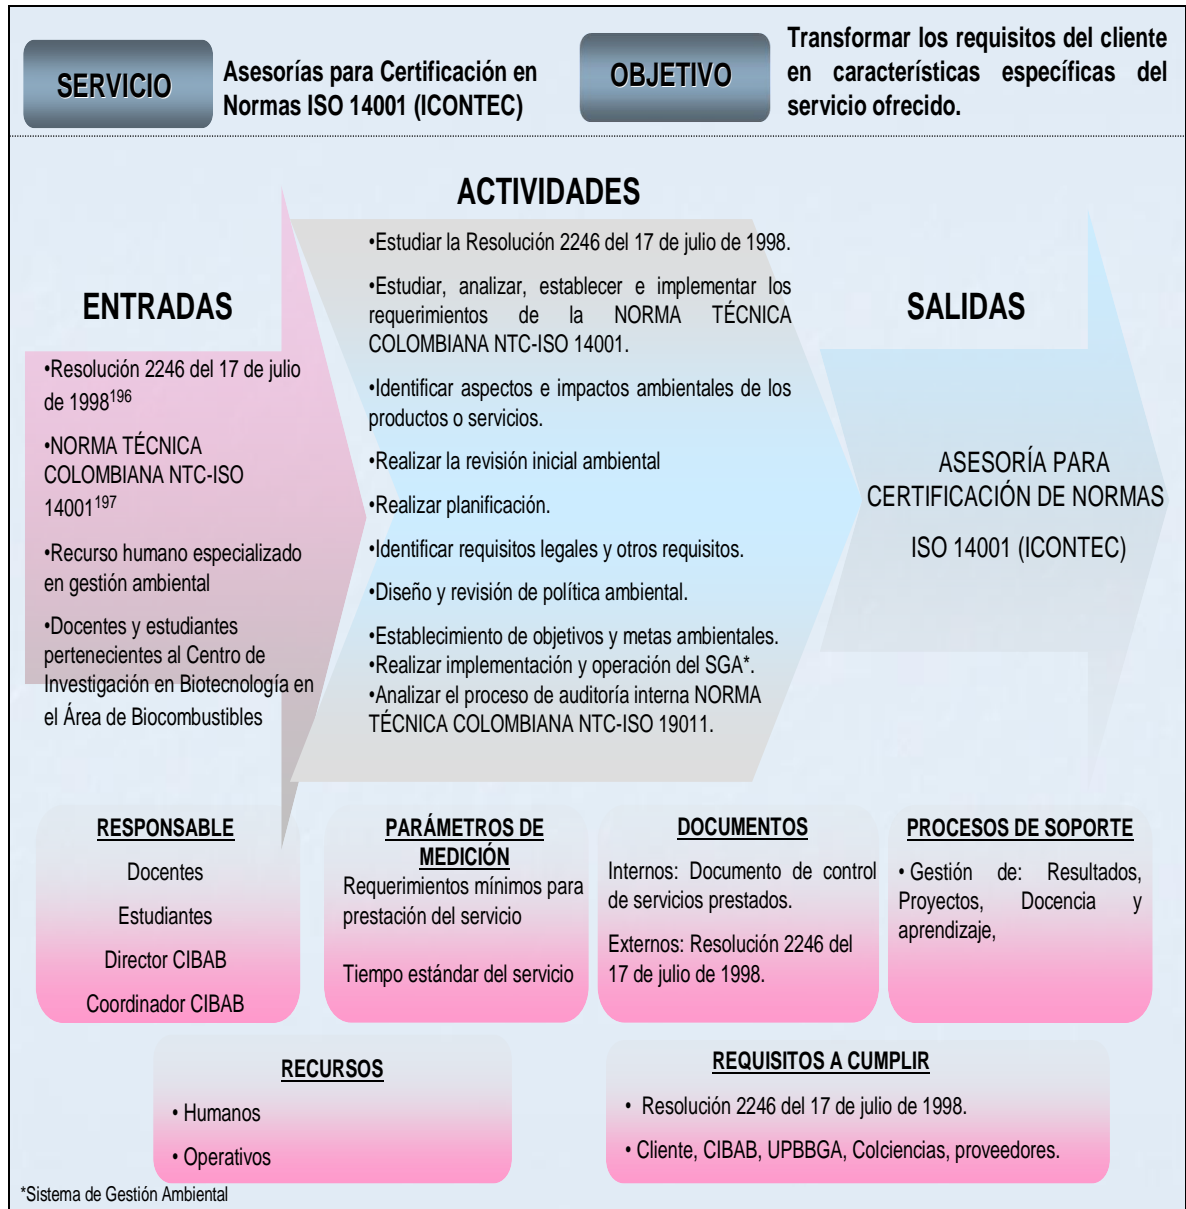 SERVICIO
Asesorías para Certificación en
Normas ISO 14001 (ICONTEC)
OBJETIVO
Transformar los requisitos del cliente
en características específicas del
servicio ofrecido.
ENTRADAS
•Resolución 2246 del 17 de julio
de 1998196
•NORMA TÉCNICA
COLOMBIANA NTC-ISO
14001197
•Recurso humano especializado
en gestión ambiental
•Docentes y estudiantes
pertenecientes al Centro de
Investigación en Biotecnología en
el Área de Biocombustibles
ACTIVIDADES
•Estudiar la Resolución 2246 del 17 de julio de 1998.
•Estudiar, analizar, establecer e implementar los
requerimientos de la NORMA TÉCNICA
COLOMBIANA NTC-ISO 14001.
•Identificar aspectos e impactos ambientales de los
productos o servicios.
•Realizar la revisión inicial ambiental
•Realizar planificación.
•Identificar requisitos legales y otros requisitos.
•Diseño y revisión de política ambiental.
•Establecimiento de objetivos y metas ambientales.
•Realizar implementación y operación del SGA*.
•Analizar el proceso de auditoría interna NORMA
TÉCNICA COLOMBIANA NTC-ISO 19011.
SALIDAS
ASESORÍA PARA
CERTIFICACIÓN DE NORMAS
ISO 14001 (ICONTEC)
RESPONSABLE
Docentes
Estudiantes
Director CIBAB
Coordinador CIBAB
PARÁMETROS DE
MEDICIÓN
Requerimientos mínimos para
prestación del servicio
Tiempo estándar del servicio
DOCUMENTOS
Internos: Documento de control
de servicios prestados.
Externos: Resolución 2246 del
17 de julio de 1998.
PROCESOS DE SOPORTE
• Gestión de: Resultados,
Proyectos, Docencia y
aprendizaje,
RECURSOS
• Humanos
• Operativos
REQUISITOS A CUMPLIR
• Resolución 2246 del 17 de julio de 1998.
• Cliente, CIBAB, UPBBGA, Colciencias, proveedores.
*Sistema de Gestión Ambiental